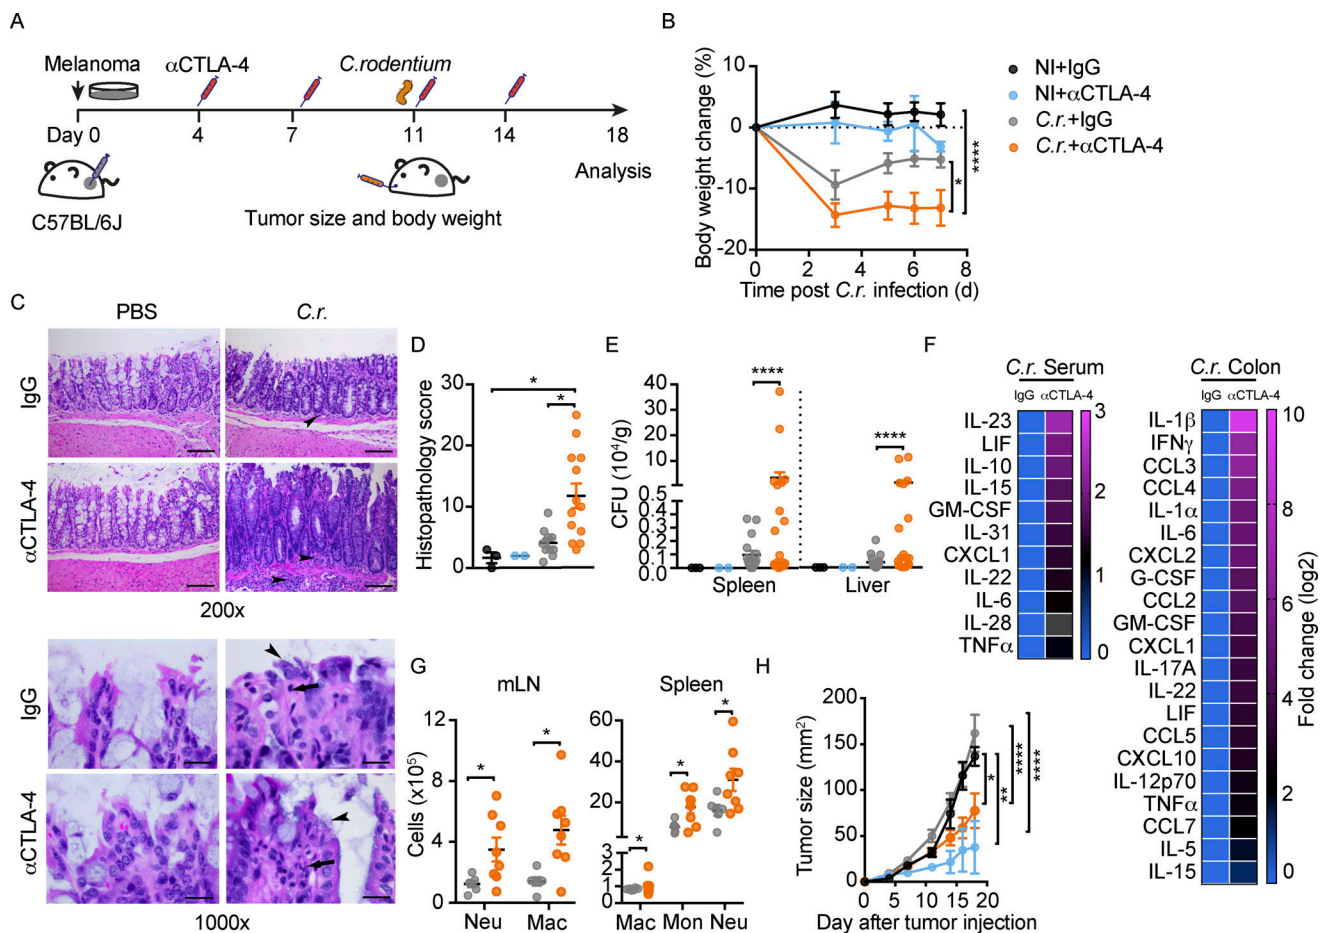 A
Melanoma
αCTLA-4
C.rodentium
Day 0
4
7
11
14
18
C57BL/6J
Tumor size and body weight
Analysis
B
Body weight change (%)
10
0
-10
-20
0 2 4 6 8
Time post C.r. infection (d)
*
****
NI+IgG
NI+αCTLA-4
C.r.+IgG
C.r.+αCTLA-4
C
PBS
C.r.
IgG
αCTLA-4
200x
IgG
αCTLA-4
1000x
D
Histopathology score
30
20
10
0
*
*
E
CFU (10⁴/g)
40
30
20
10
0.5
0.2
0.1
0.0
****
****
Spleen
Liver
F
C.r. Serum
IgG αCTLA-4
IL-23
LIF
IL-10
IL-15
GM-CSF
IL-31
CXCL1
IL-22
IL-6
IL-28
TNFα
3
2
1
0
C.r. Colon
IgG αCTLA-4
IL-1β
IFNγ
CCL3
CCL4
IL-1α
IL-6
CXCL2
G-CSF
CCL2
GM-CSF
CXCL1
IL-17A
IL-22
LIF
CCL5
CXCL10
IL-12p70
TNFα
CCL7
IL-5
IL-15
10
8
6
4
2
0
Fold change (log2)
G
mLN
Cells (x10⁵)
12
8
4
0
*
*
Neu
Mac
Spleen
60
40
20
3
2
1
0
*
*
*
Mac Mon Neu
H
Tumor size (mm²)
200
150
100
50
0
0 5 10 15 20
Day after tumor injection
*
**
****
****